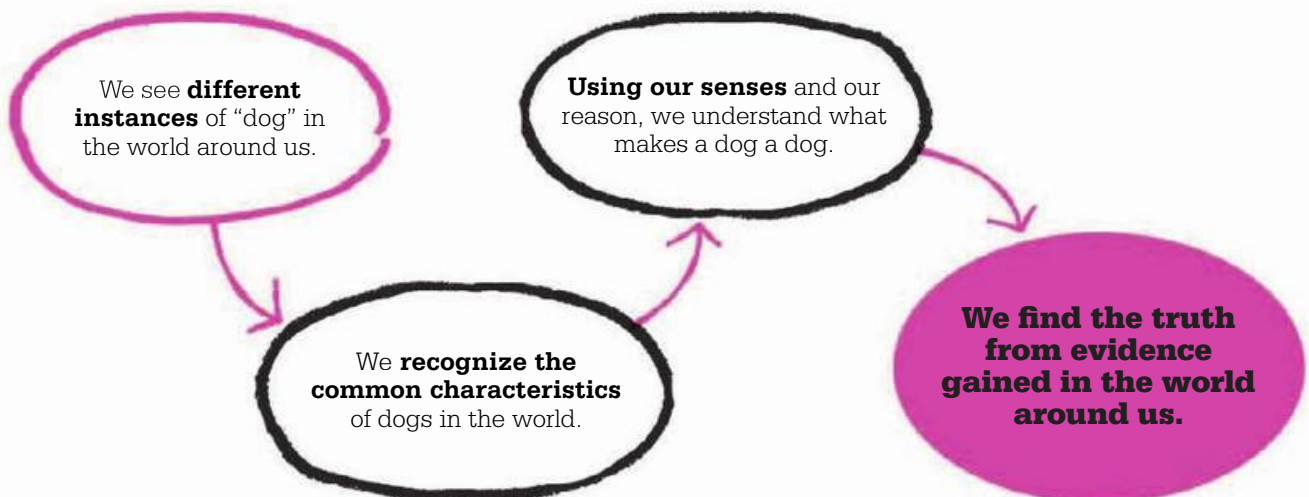 We see different
instances of “dog” in
the world around us.
We recognize the
common characteristics
of dogs in the world.
Using our senses and our
reason, we understand what
makes a dog a dog.
We find the truth
from evidence
gained in the world
around us.